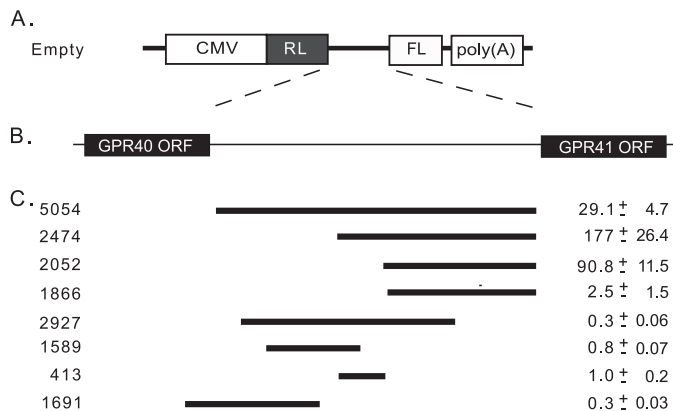 A.
Empty CMV RL FL poly(A)
B.
GPR40 ORF GPR41 ORF
C.
5054 29.1 ± 4.7
2474 177 ± 26.4
2052 90.8 ± 11.5
1866 2.5 ± 1.5
2927 0.3 ± 0.06
1589 0.8 ± 0.07
413 1.0 ± 0.2
1691 0.3 ± 0.03